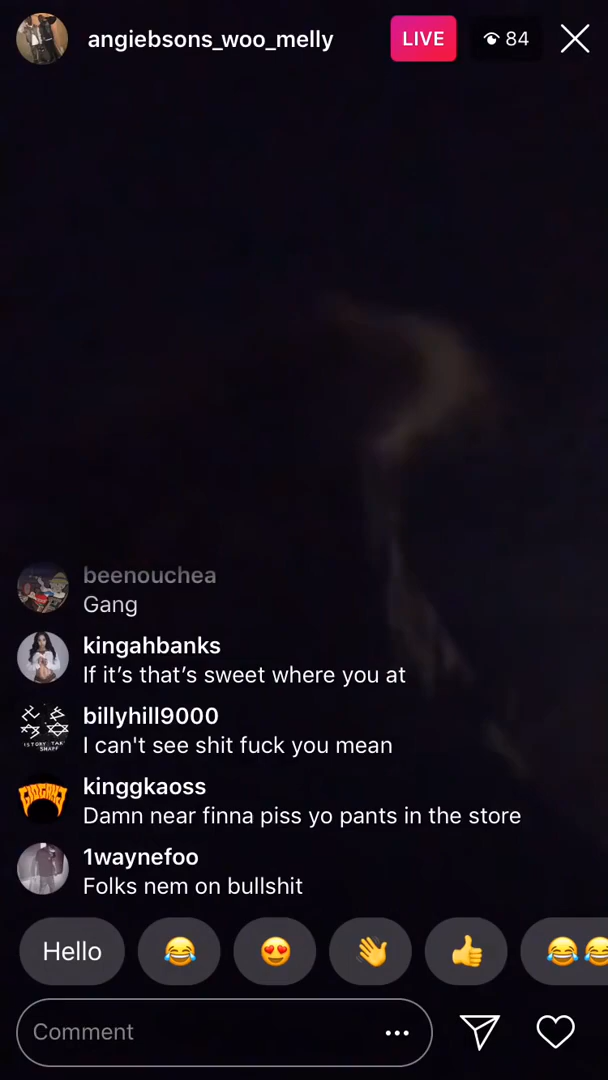 angiebsons_woo_melly LIVE 84
beenouchea
Gang
kingahbanks
If it’s that’s sweet where you at
billyhill9000
I can't see shit fuck you mean
kinggkaoss
Damn near finna piss yo pants in the store
1waynefoo
Folks nem on bullshit
Hello
Comment